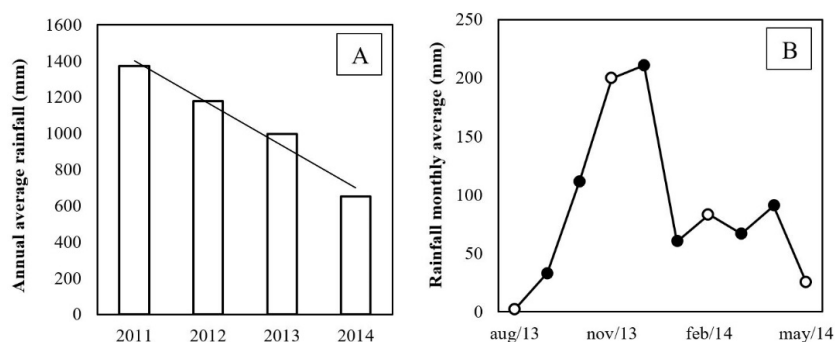 Annual average rainfall (mm)
1600
1400
1200
1000
800
600
400
200
0
2011 2012 2013 2014
A
Rainfall monthly average (mm)
250
200
150
100
50
0
aug/13 nov/13 feb/14 may/14
B